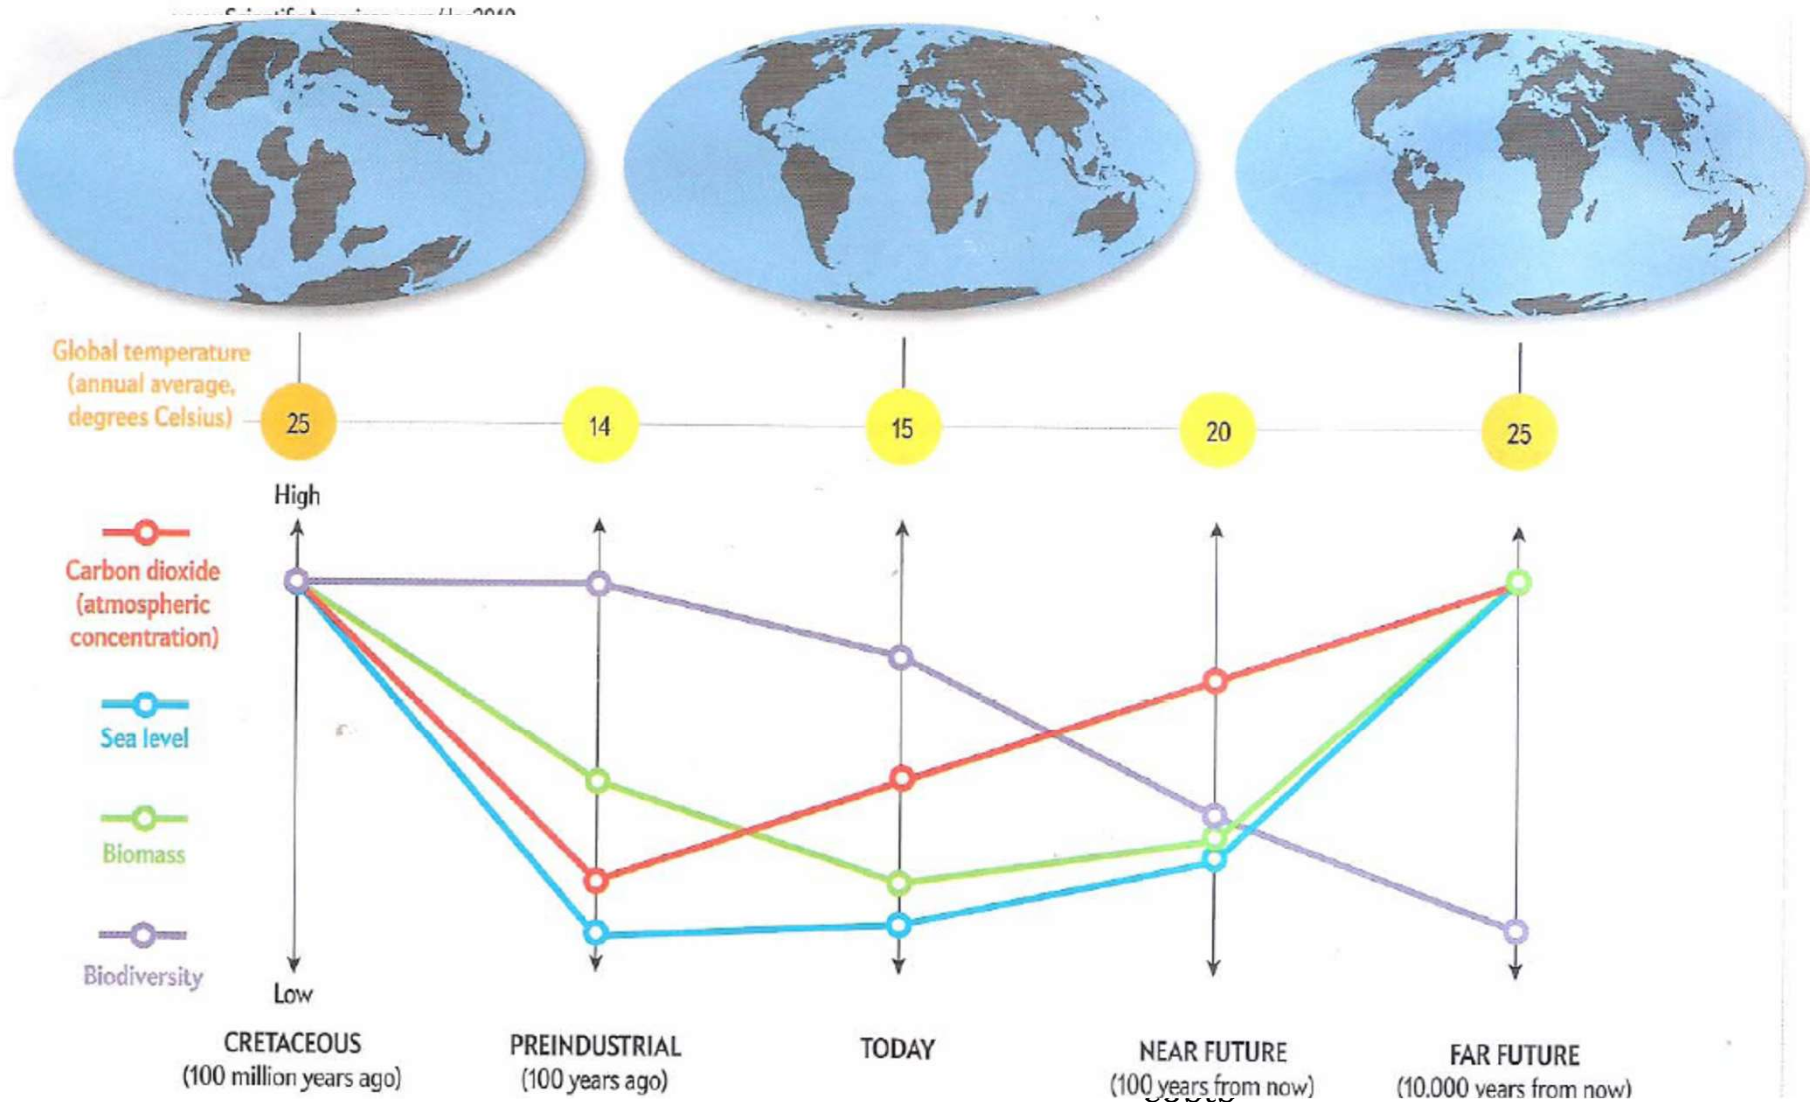 Global temperature
(annual average,
degrees Celsius)
25
14
15
20
25
High
Carbon dioxide
(atmospheric
concentration)
Sea level
Biomass
Biodiversity
Low
CRETACEOUS
(100 million years ago)
PREINDUSTRIAL
(100 years ago)
TODAY
NEAR FUTURE
(100 years from now)
FAR FUTURE
(10,000 years from now)